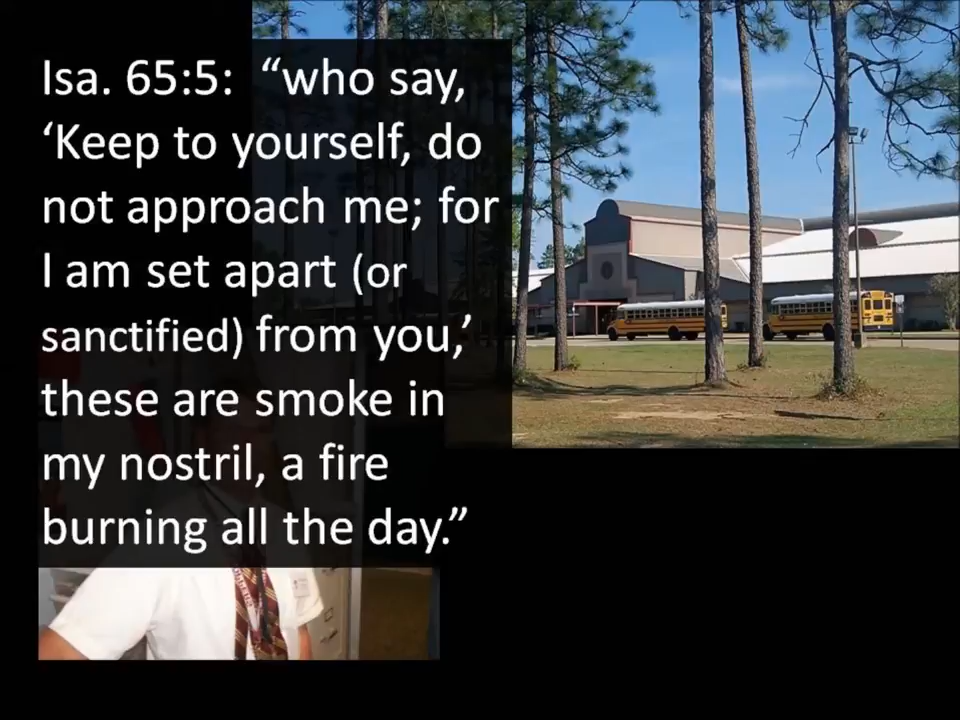 Isa. 65:5:  “who say,
‘Keep to yourself, do
not approach me; for
I am set apart (or
sanctified) from you,’
these are smoke in
my nostril, a fire
burning all the day.”